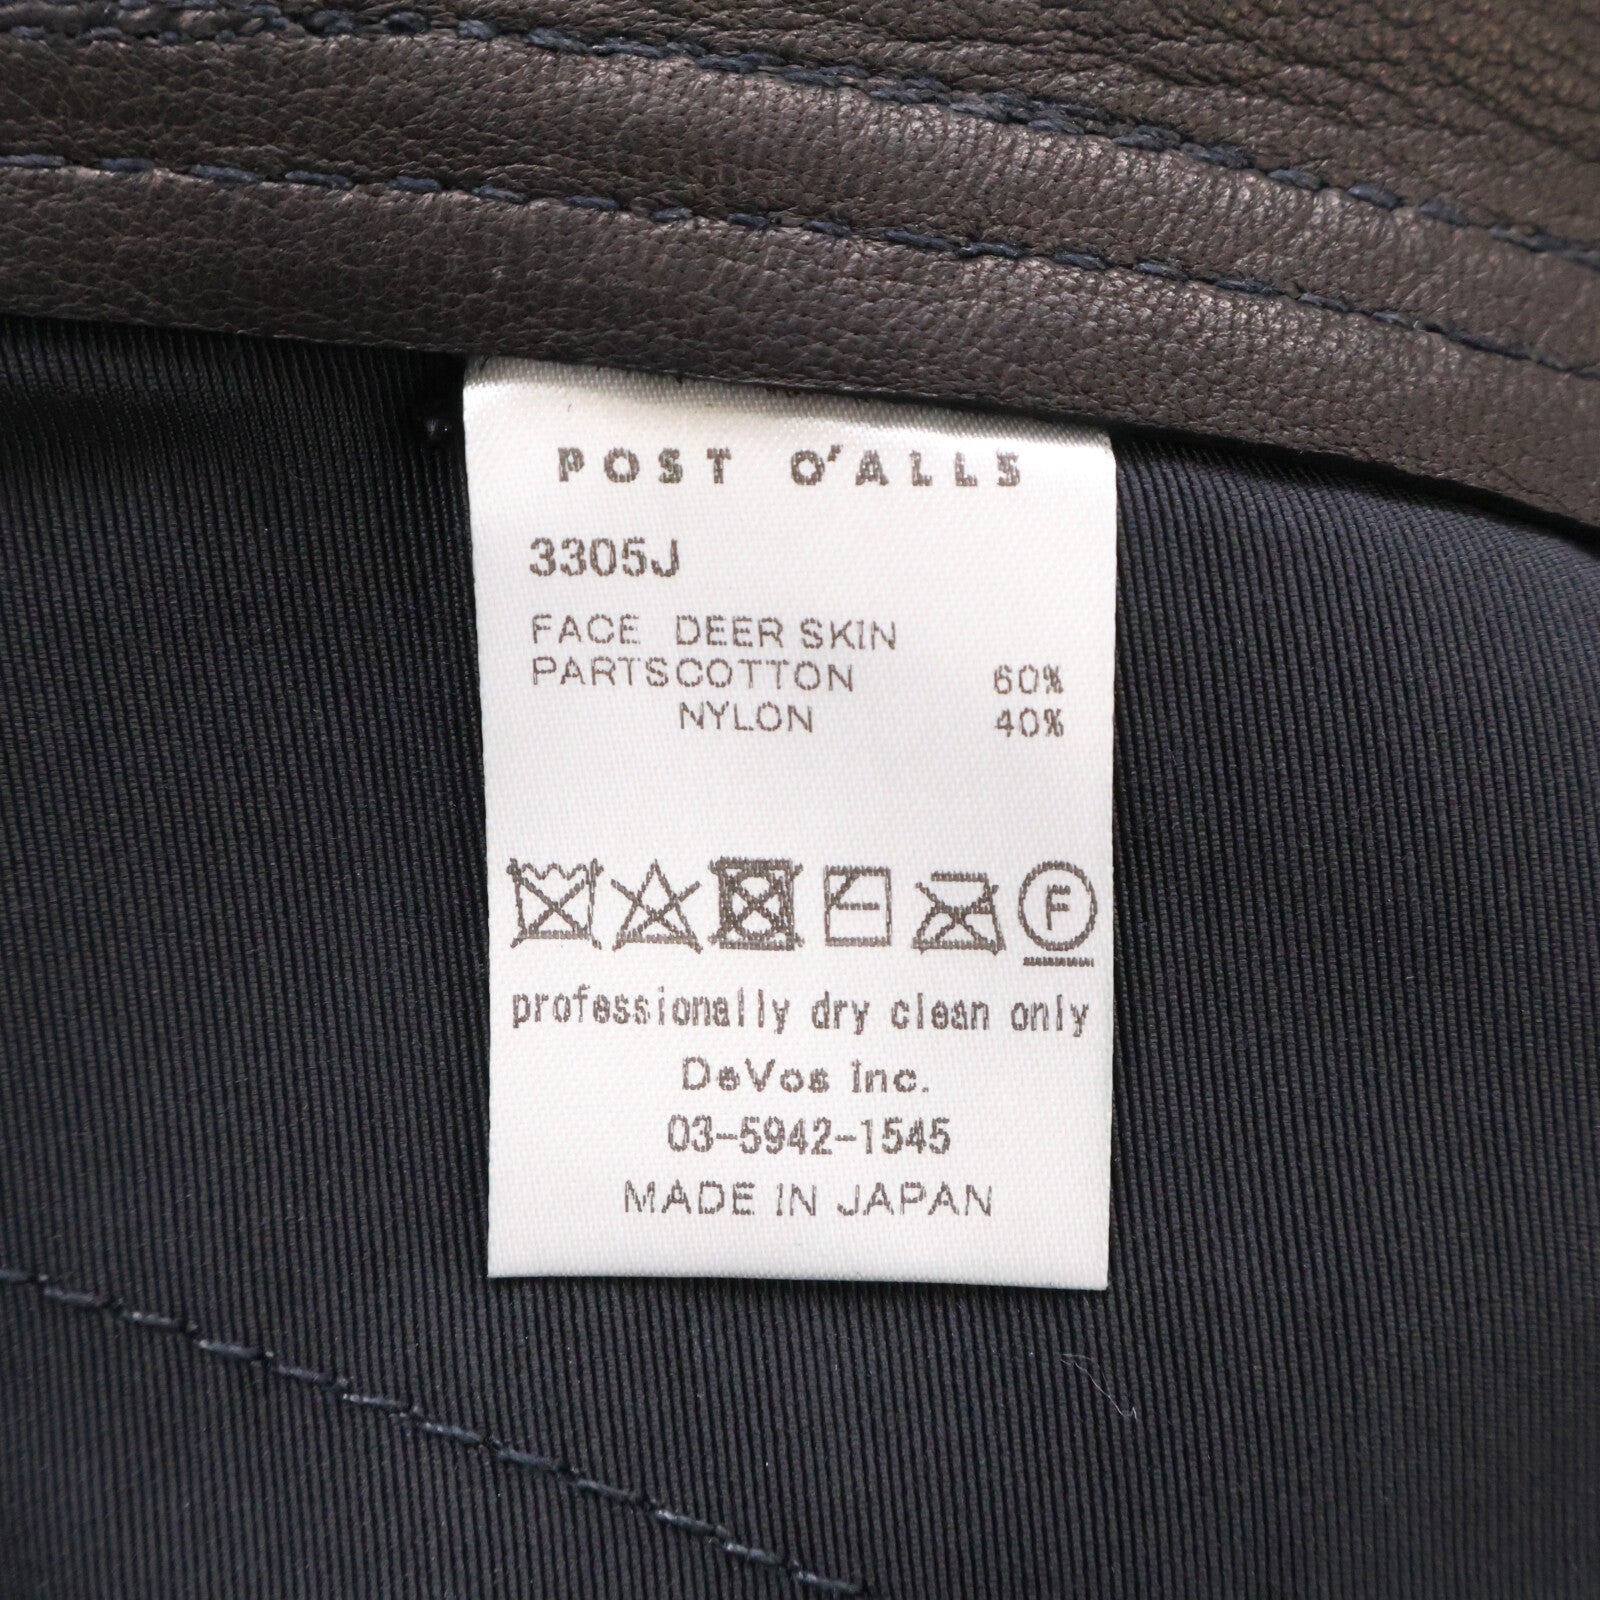 POST O'ALLS
3305J
FACE DEER SKIN
PARTSCOTTON 60%
NYLON 40%
F
professionally dry clean only
DeVos Inc.
03-5942-1545
MADE IN JAPAN